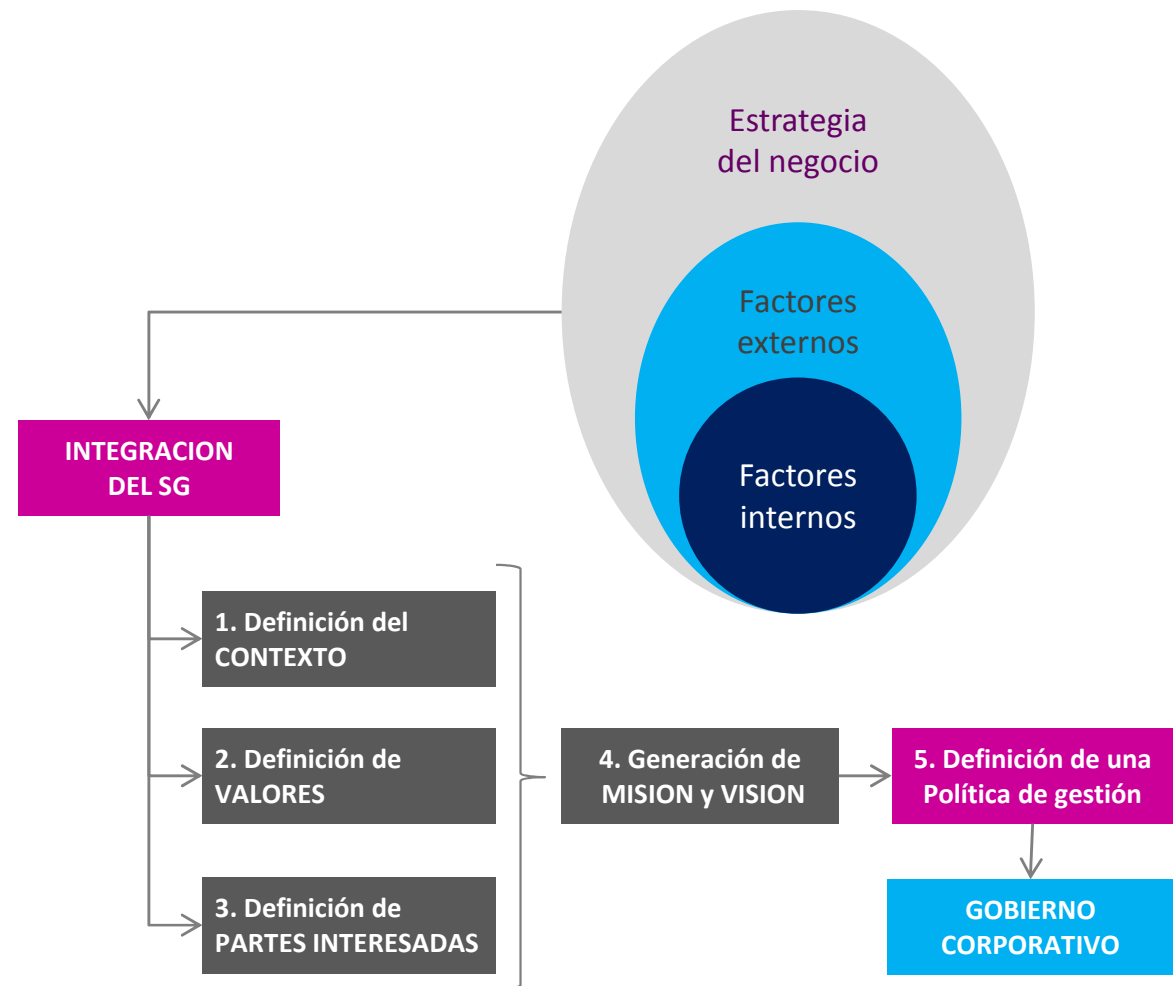 Estrategia
del negocio
Factores
externos
Factores
internos
INTEGRACION
DEL SG
1. Definición del
CONTEXTO
2. Definición de
VALORES
3. Definición de
PARTES INTERESADAS
4. Generación de
MISION y VISION
5. Definición de una
Política de gestión
GOBIERNO
CORPORATIVO